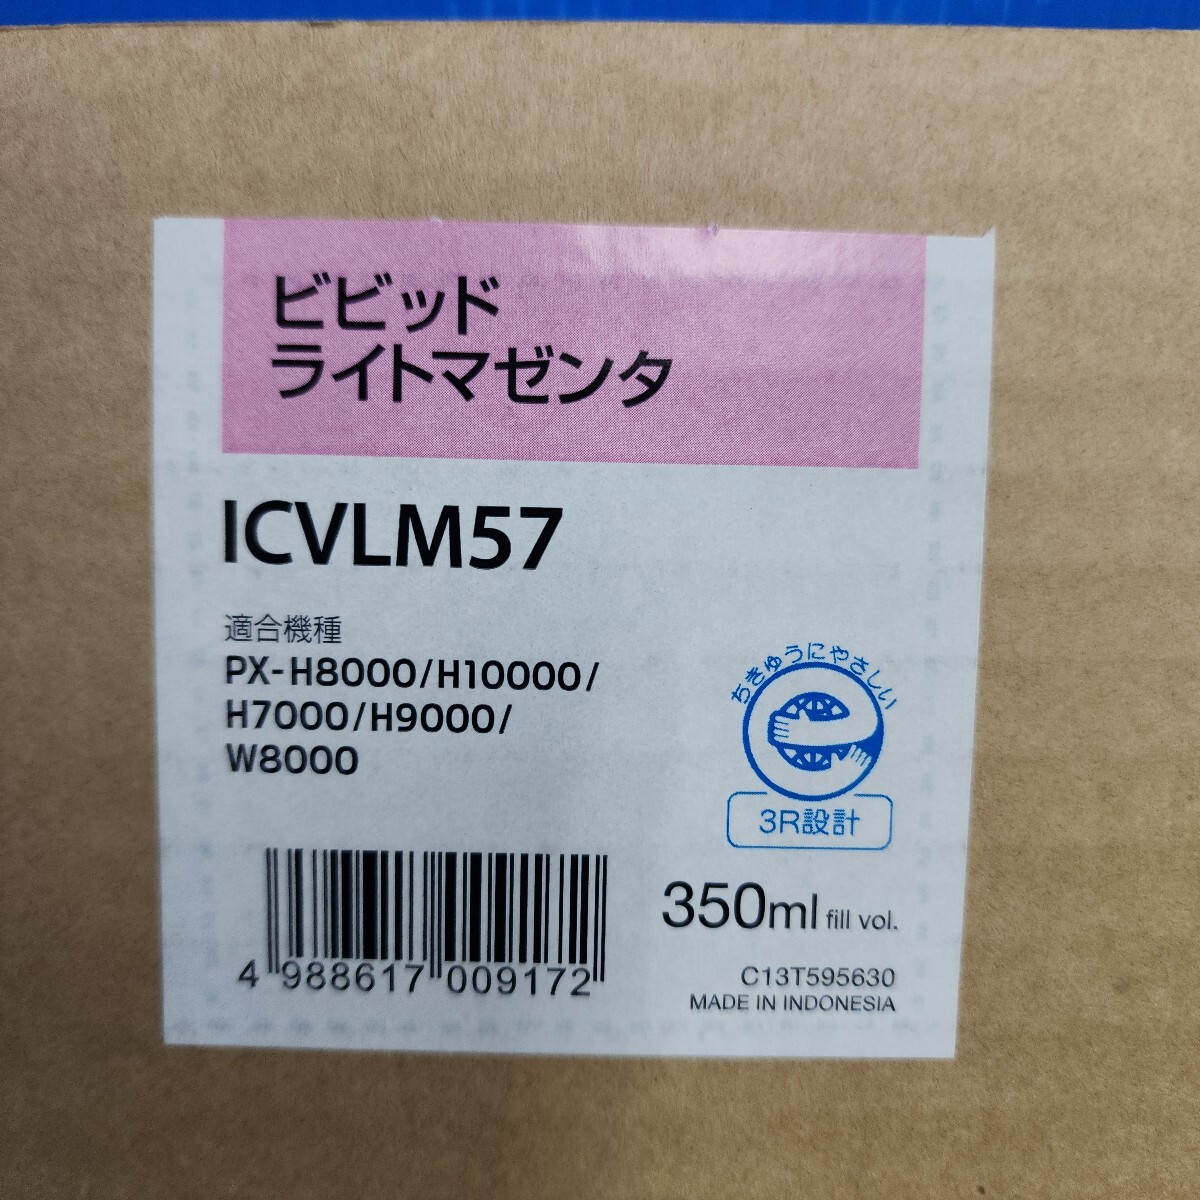 ビビッド
ライトマゼンタ
ICVLM57
適合機種
PX-H8000/H10000/
H7000/H9000/
W8000
ちきゅうにやさしい
3R設計
350ml fill vol.
4 988617 009172
C13T595630
MADE IN INDONESIA